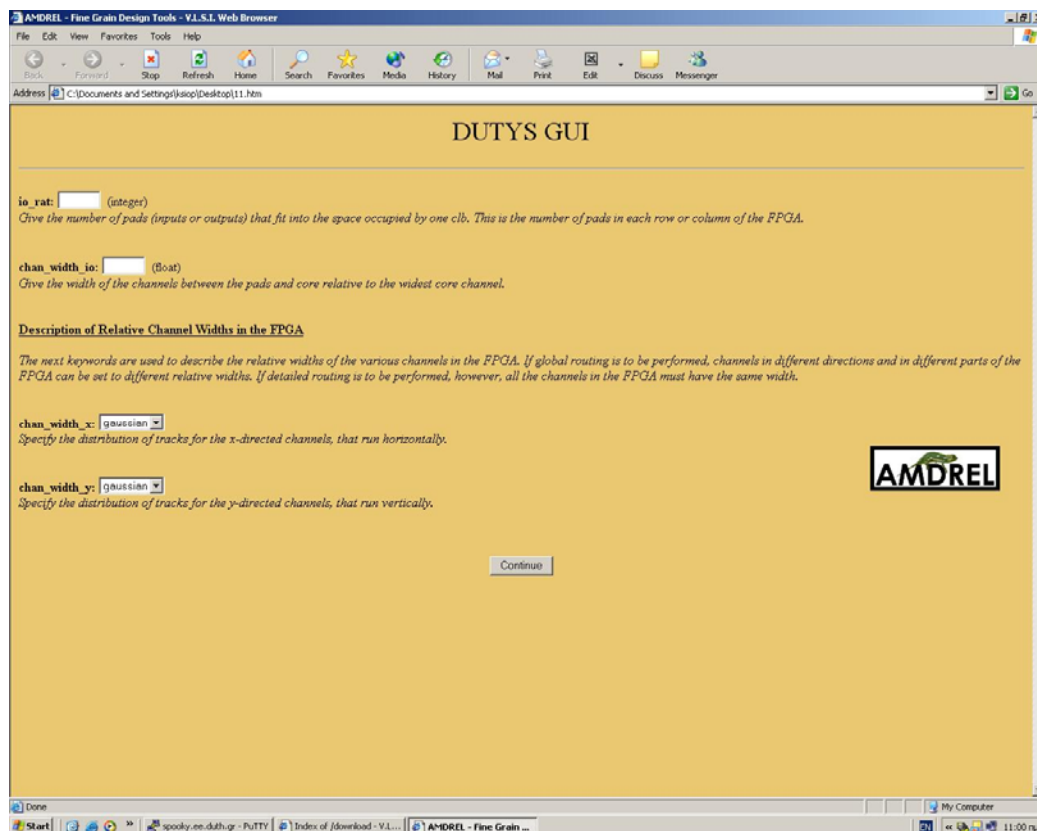 AMDREL - Fine Grain Design Tools - V.L.S.I. Web Browser
File Edit View Favorites Tools Help
Back Forward Stop Refresh Home Search Favorites Media History Mail Print Edit Discuss Messenger
Address C:\Documents and Settings\ksiop\Desktop\11.htm Go
DUTYS GUI
io_rat: (integer)
Give the number of pads (inputs or outputs) that fit into the space occupied by one clb. This is the number of pads in each row or column of the FPGA.
chan_width_io: (float)
Give the width of the channels between the pads and core relative to the widest core channel.
Description of Relative Channel Widths in the FPGA
The next keywords are used to describe the relative widths of the various channels in the FPGA. If global routing is to be performed, channels in different directions and in different parts of the
FPGA can be set to different relative widths. If detailed routing is to be performed, however, all the channels in the FPGA must have the same width.
chan_width_x: gaussian
Specify the distribution of tracks for the x-directed channels, that run horizontally.
AMDREL
chan_width_y: gaussian
Specify the distribution of tracks for the y-directed channels, that run vertically.
Continue
Done My Computer
Start » spooky.ee.duth.gr - PuTTY Index of /download - V.L... AMDREL - Fine Grain ... EN « 11:00